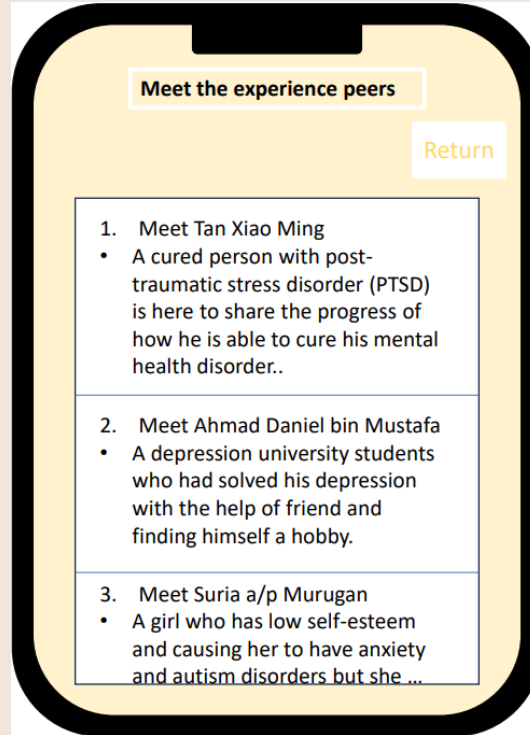 Meet the experience peers
Return
1. Meet Tan Xiao Ming
• A cured person with post-
traumatic stress disorder (PTSD)
is here to share the progress of
how he is able to cure his mental
health disorder..
2. Meet Ahmad Daniel bin Mustafa
• A depression university students
who had solved his depression
with the help of friend and
finding himself a hobby.
3. Meet Suria a/p Murugan
• A girl who has low self-esteem
and causing her to have anxiety
and autism disorders but she ...